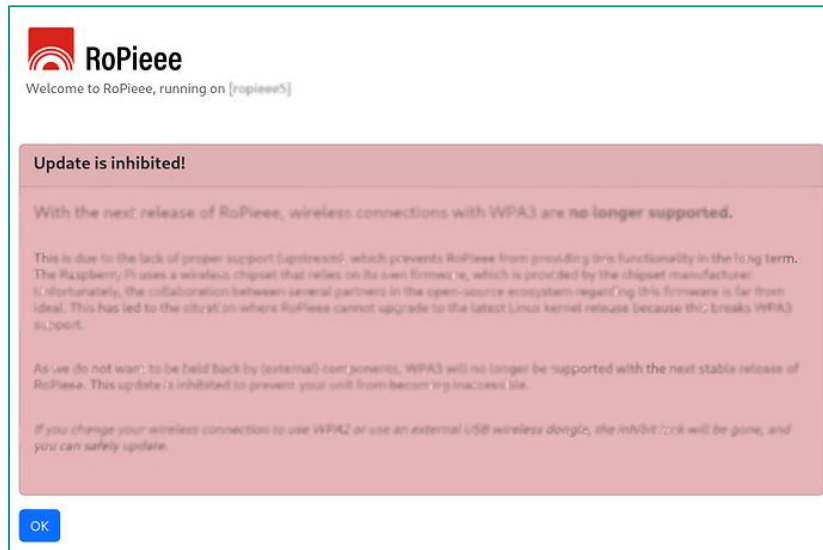 RoPieee
Welcome to RoPieee, running on [ropieee5]
Update is inhibited!
With the next release of RoPieee, wireless connections with WPA3 are no longer supported.
This is due to the lack of proper support (upstream), which prevents RoPieee from providing this functionality in the long term.
The Raspberry Pi uses a wireless chipset that relies on its own firmware, which is provided by the chipset manufacturer.
Unfortunately, the collaboration between several partners in the open-source ecosystem regarding this firmware is far from
ideal. This has led to the situation where RoPieee cannot upgrade to the latest Linux kernel release because this breaks WPA3
support.
As we do not want to be held back by (external) components, WPA3 will no longer be supported with the next stable release of
RoPieee. This update is inhibited to prevent your unit from becoming inaccessible.
If you change your wireless connection to use WPA2 or use an external USB wireless dongle, the inhibit lock will be gone, and
you can safely update.
OK